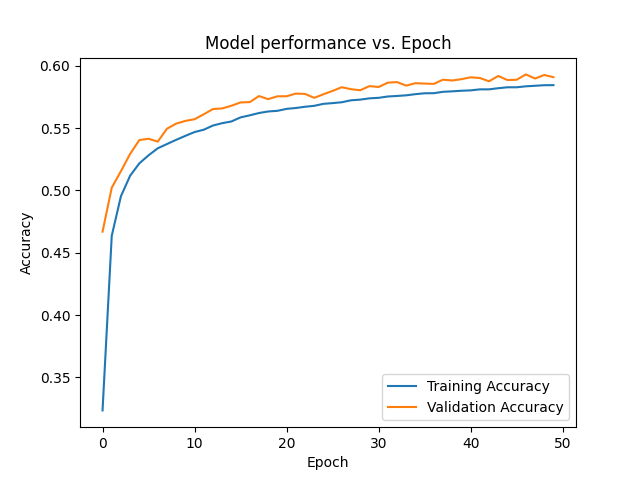 Model performance vs. Epoch
0.60
0.55
0.50
0.45
0.40
0.35
Accuracy
0 10 20 30 40 50
Epoch
Training Accuracy
Validation Accuracy